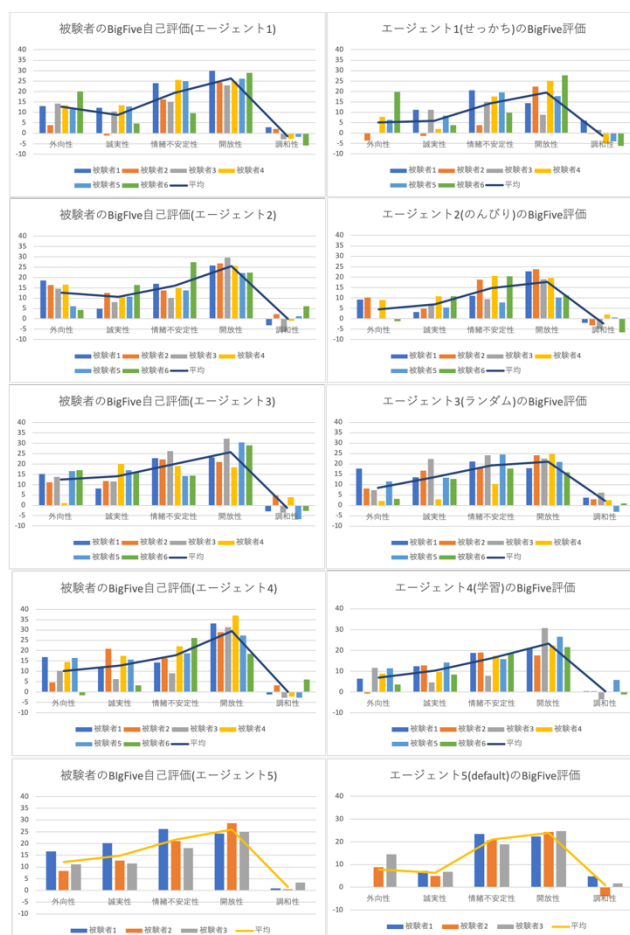 被験者のBigFive自己評価(エージェント1)
40
35
30
25
20
15
10
5
0
-5
-10
外向性 誠実性 情緒不安定性 開放性 調和性
被験者1 被験者2 被験者3 被験者4
被験者5 被験者6 平均
エージェント1(せっかち)のBigFive評価
40
35
30
25
20
15
10
5
0
-5
-10
外向性 誠実性 情緒不安定性 開放性 調和性
被験者1 被験者2 被験者3 被験者4
被験者5 被験者6 平均
被験者のBigFive自己評価(エージェント2)
40
35
30
25
20
15
10
5
0
-5
-10
外向性 誠実性 情緒不安定性 開放性 調和性
被験者1 被験者2 被験者3 被験者4
被験者5 被験者6 平均
エージェント2(のんびり)のBigFive評価
40
35
30
25
20
15
10
5
0
-5
-10
外向性 誠実性 情緒不安定性 開放性 調和性
被験者1 被験者2 被験者3 被験者4
被験者5 被験者6 平均
被験者のBigFive自己評価(エージェント3)
40
35
30
25
20
15
10
5
0
-5
-10
外向性 誠実性 情緒不安定性 開放性 調和性
被験者1 被験者2 被験者3 被験者4
被験者5 被験者6 平均
エージェント3(ランダム)のBigFive評価
40
35
30
25
20
15
10
5
0
-5
-10
外向性 誠実性 情緒不安定性 開放性 調和性
被験者1 被験者2 被験者3 被験者4
被験者5 被験者6 平均
被験者のBigFive自己評価(エージェント4)
40
35
30
25
20
15
10
5
0
-5
-10
外向性 誠実性 情緒不安定性 開放性 調和性
被験者1 被験者2 被験者3 被験者4
被験者5 被験者6 平均
エージェント4(学習)のBigFive評価
40
30
20
10
0
-10
外向性 誠実性 情緒不安定性 開放性 調和性
被験者1 被験者2 被験者3 被験者4
被験者5 被験者6 平均
被験者のBIgFive自己評価(エージェント5)
40
35
30
25
20
15
10
5
0
-5
-10
外向性 誠実性 情緒不安定性 開放性 調和性
被験者1 被験者2 被験者3 平均
エージェント5(default)のBigFive評価
40
30
20
10
0
-10
外向性 誠実性 情緒不安定性 開放性 調和性
被験者1 被験者2 被験者3 平均